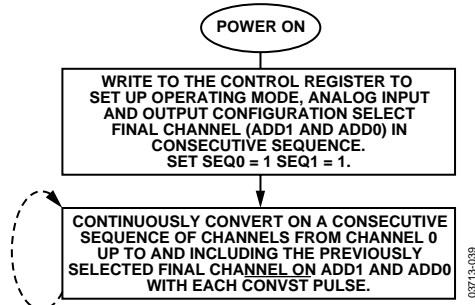 POWER ON
WRITE TO THE CONTROL REGISTER TO
SET UP OPERATING MODE, ANALOG INPUT
AND OUTPUT CONFIGURATION SELECT
FINAL CHANNEL (ADD1 AND ADD0) IN
CONSECUTIVE SEQUENCE.
SET SEQ0 = 1 SEQ1 = 1.
CONTINUOUSLY CONVERT ON A CONSECUTIVE
SEQUENCE OF CHANNELS FROM CHANNEL 0
UP TO AND INCLUDING THE PREVIOUSLY
SELECTED FINAL CHANNEL ON ADD1 AND ADD0
WITH EACH CONVST PULSE.
03713-039